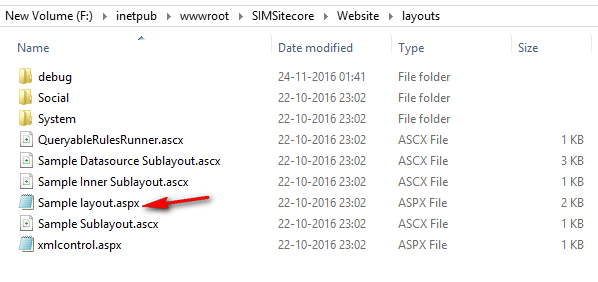 New Volume (F:) ▸ inetpub ▸ wwwroot ▸ SIMSitecore ▸ Website ▸ layouts
Name Date modified Type Size
debug 24-11-2016 01:41 File folder
Social 22-10-2016 23:02 File folder
System 22-10-2016 23:02 File folder
QueryableRulesRunner.ascx 22-10-2016 23:02 ASCX File 1 KB
Sample Datasource Sublayout.ascx 22-10-2016 23:02 ASCX File 3 KB
Sample Inner Sublayout.ascx 22-10-2016 23:02 ASCX File 1 KB
Sample layout.aspx 22-10-2016 23:02 ASPX File 2 KB
Sample Sublayout.ascx 22-10-2016 23:02 ASCX File 1 KB
xmlcontrol.aspx 22-10-2016 23:02 ASPX File 1 KB